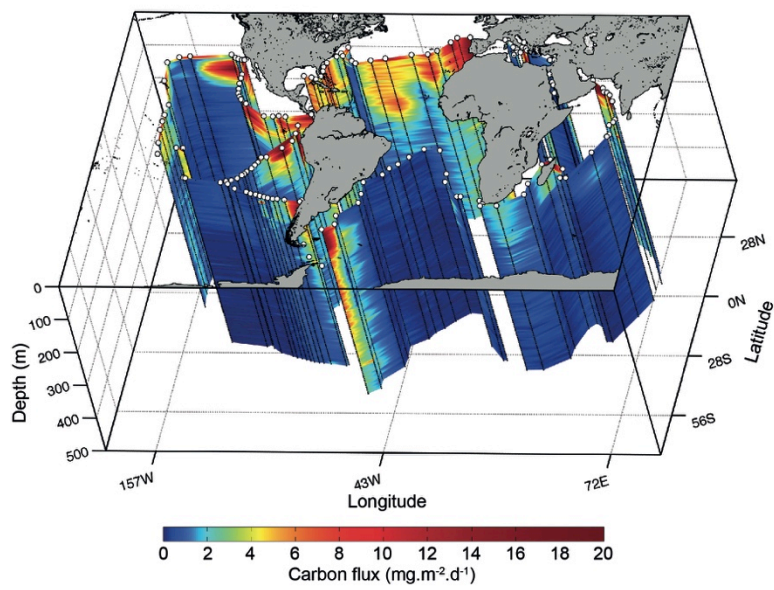 28N
0N
28S
56S
Latitude
0
100
200
300
400
500
Depth (m)
157W
43W
72E
Longitude
0 2 4 6 8 10 12 14 16 18 20
Carbon flux (mg.m-2.d-1)